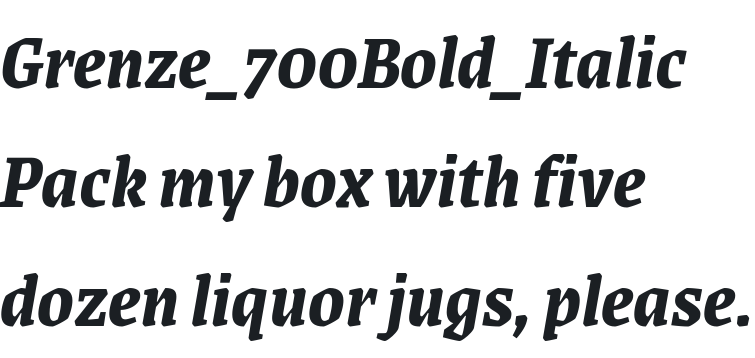 Grenze_700Bold_Italic
Pack my box with five
dozen liquor jugs, please.